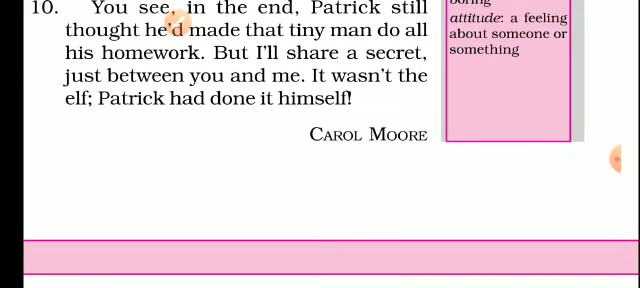 10. You see, in the end, Patrick still
thought he'd made that tiny man do all
his homework. But I'll share a secret,
just between you and me. It wasn't the
elf; Patrick had done it himself!
CAROL MOORE
boring
attitude: a feeling
about someone or
something